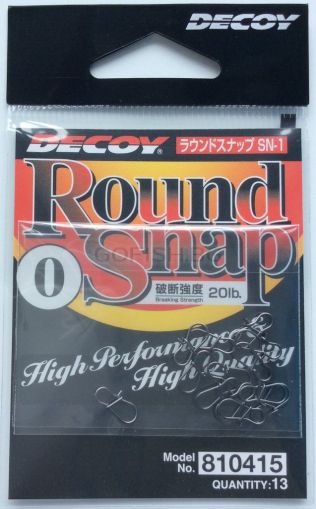 DECOY
DECOY®
ラウンドスナップ SN-1
Round
0 Snap
破断強度 20lb.
Breaking Strength
High Performance &
High Quality
Model No. 810415
QUANTITY:13